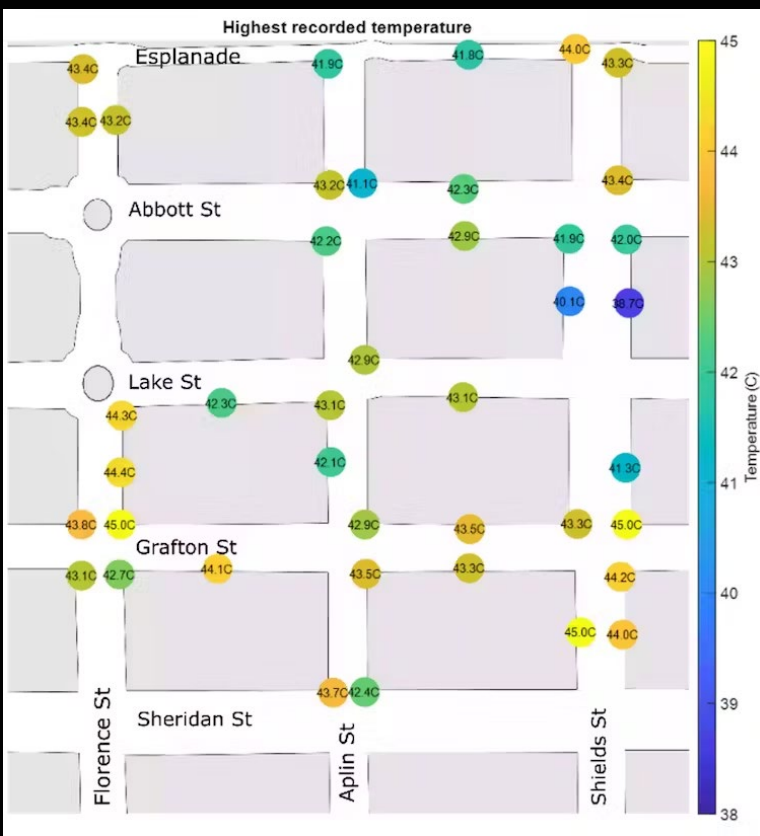 Highest recorded temperature
Esplanade
44.0C
41.8C
43.4C
41.9C
43.3C
43.4C
43.2C
43.2C
41.1C
42.3C
43.4C
Abbott St
42.2C
42.9C
41.9C
42.0C
40.1C
38.7C
42.9C
Lake St
44.3C
42.3C
43.1C
43.1C
44.4C
42.1C
41.3C
43.8C
45.0C
42.9C
43.5C
43.3C
45.0C
Grafton St
43.1C
42.7C
44.1C
43.5C
43.3C
44.2C
45.0C
44.0C
43.7C
42.4C
Sheridan St
Florence St
Aplin St
Shields St
45
44
43
42
41
40
39
38
Temperature (C)